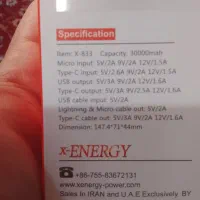 Specification
Item: X-833 Capacity: 30000mah
Micro input: 5V/2A 9V/2A 12V/1.5A
Type-C input: 5V/2.6A 9V/2A 12V/1.5A
USB output: 5V/3A 9V/2A 12V/1.5A
Type-C output: 5V/3A 9V/2.5A 12V/1.6A
USB cable input: 5V/2A
Lightning & Micro cable out: 5V/2A
Type-C cable out: 5V/3A 9V/2A 12V/1.5A
Dimension: 147.4*71*44mm
x-ENERGY
+86-755-83672131
www.xenergy-power.com
Sales In IRAN and U.A.E Exclusively BY